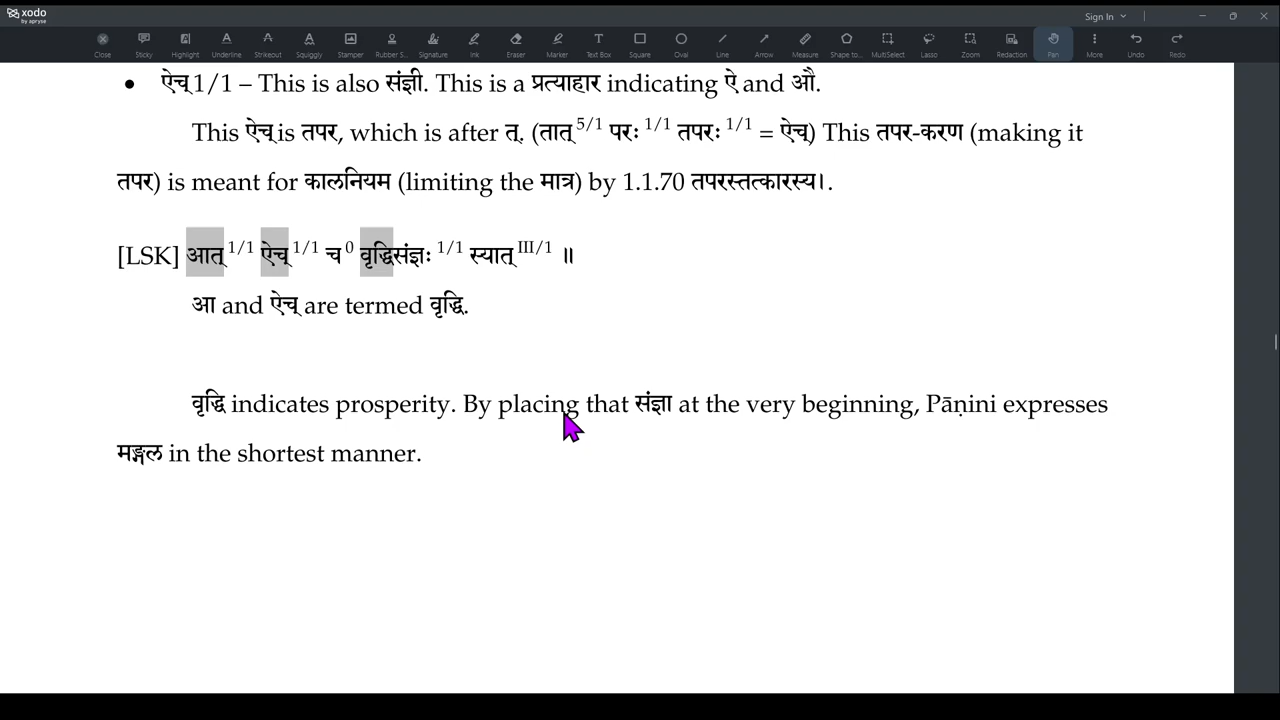 xodo
by apryse
Sign In
Close Sticky Highlight Underline Strikeout Squiggly Stamp Rubber S... Signature Ink Eraser Marker Text Box Square Oval Line Arrow Measure Shape to... MultiSelect Lasso Zoom Redaction Pan More Undo Redo
• ऐच् 1/1 – This is also संज्ञी. This is a प्रत्याहार indicating ऐ and औ.
This ऐच् is तपर, which is after त्. (तात् 5/1 परः 1/1 तपरः 1/1 = ऐच्) This तपर-करण (making it
तपर) is meant for कालनियम (limiting the मात्र) by 1.1.70 तपरस्तत्कारस्य।.
[LSK] आत् 1/1 ऐच् 1/1 च 0 वृद्धिसंज्ञः 1/1 स्यात् III/1 ॥
आ and ऐच् are termed वृद्धि.
वृद्धि indicates prosperity. By placing that संज्ञा at the very beginning, Pāṇini expresses
मङ्गल in the shortest manner.